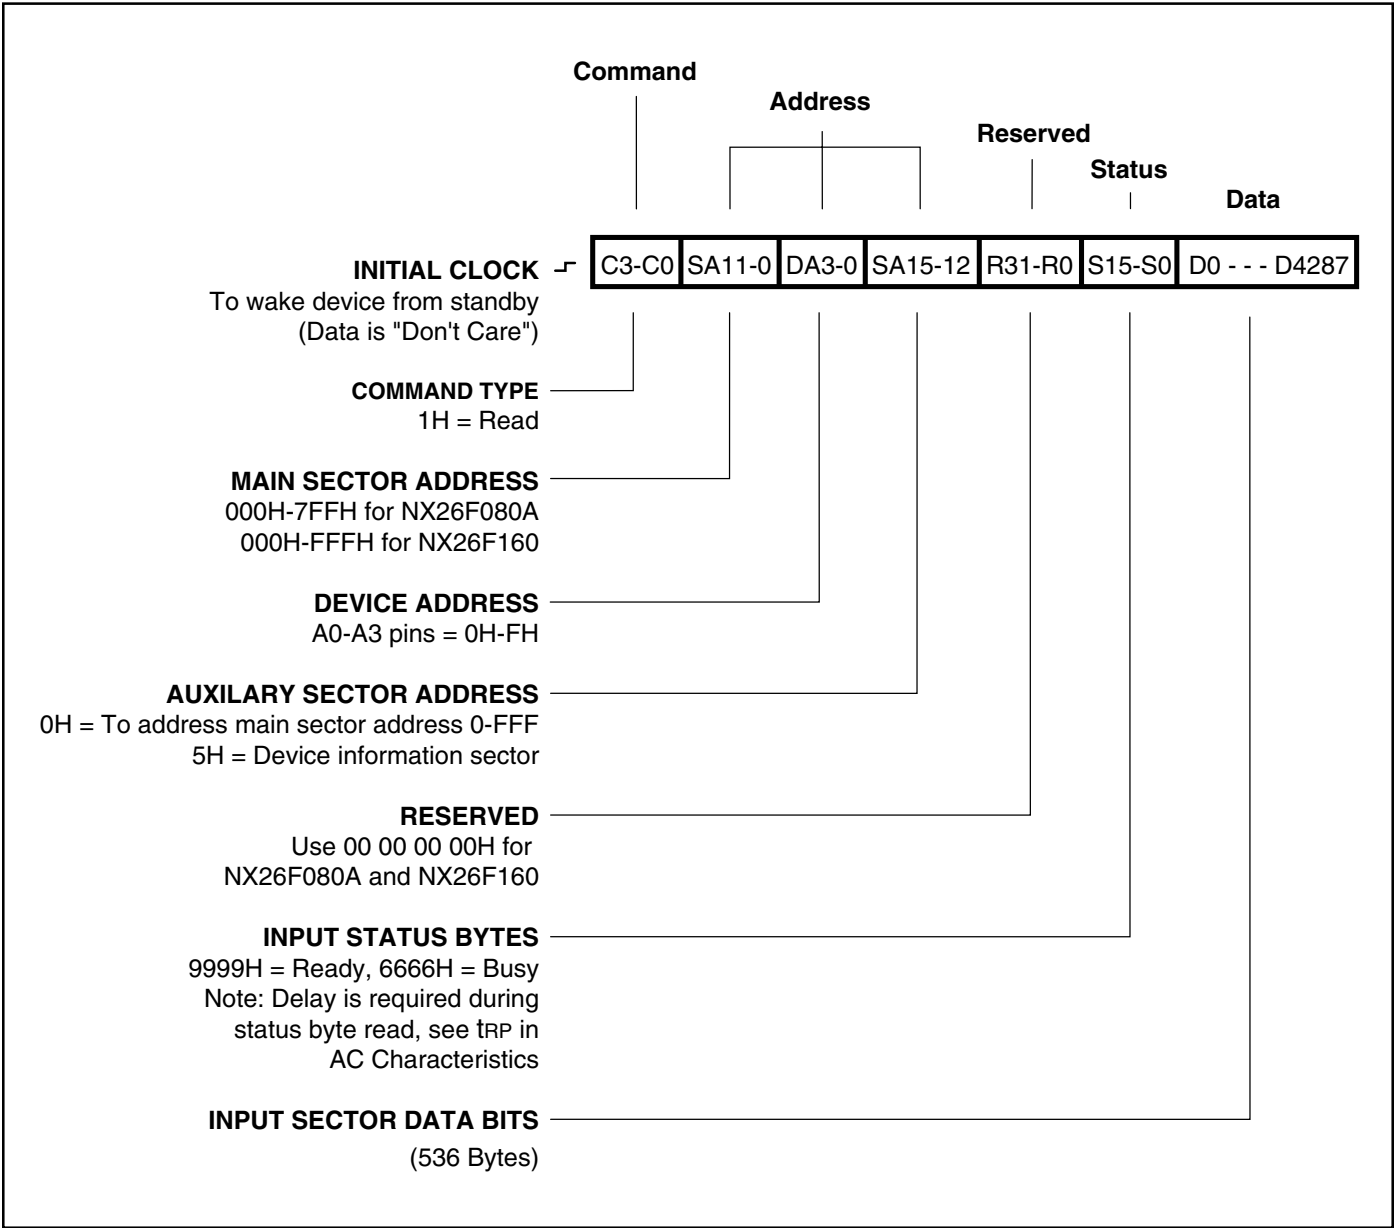 Command
Address
Reserved
Status
Data
C3-C0 SA11-0 DA3-0 SA15-12 R31-R0 S15-S0 D0 - - - D4287
INITIAL CLOCK
To wake device from standby
(Data is "Don't Care")
COMMAND TYPE
1H = Read
MAIN SECTOR ADDRESS
000H-7FFH for NX26F080A
000H-FFFH for NX26F160
DEVICE ADDRESS
A0-A3 pins = 0H-FH
AUXILARY SECTOR ADDRESS
0H = To address main sector address 0-FFF
5H = Device information sector
RESERVED
Use 00 00 00 00H for
NX26F080A and NX26F160
INPUT STATUS BYTES
9999H = Ready, 6666H = Busy
Note: Delay is required during
status byte read, see tRP in
AC Characteristics
INPUT SECTOR DATA BITS
(536 Bytes)